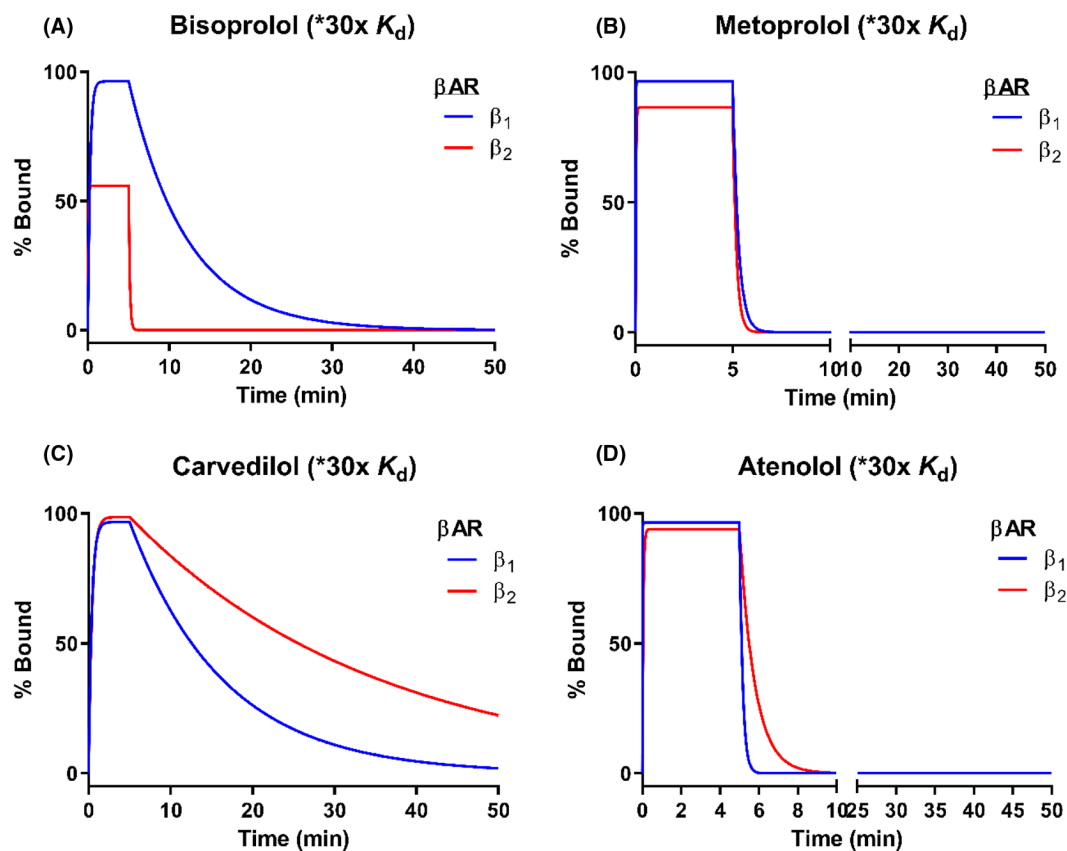 (A)
Bisoprolol (*30x Kd)
% Bound
100
50
0
0 10 20 30 40 50
Time (min)
βAR
β1
β2
(B)
Metoprolol (*30x Kd)
% Bound
100
50
0
0 5 10 10 20 30 40 50
Time (min)
βAR
β1
β2
(C)
Carvedilol (*30x Kd)
% Bound
100
50
0
0 10 20 30 40 50
Time (min)
βAR
β1
β2
(D)
Atenolol (*30x Kd)
% Bound
100
50
0
0 2 4 6 8 10 25 30 35 40 45 50
Time (min)
βAR
β1
β2